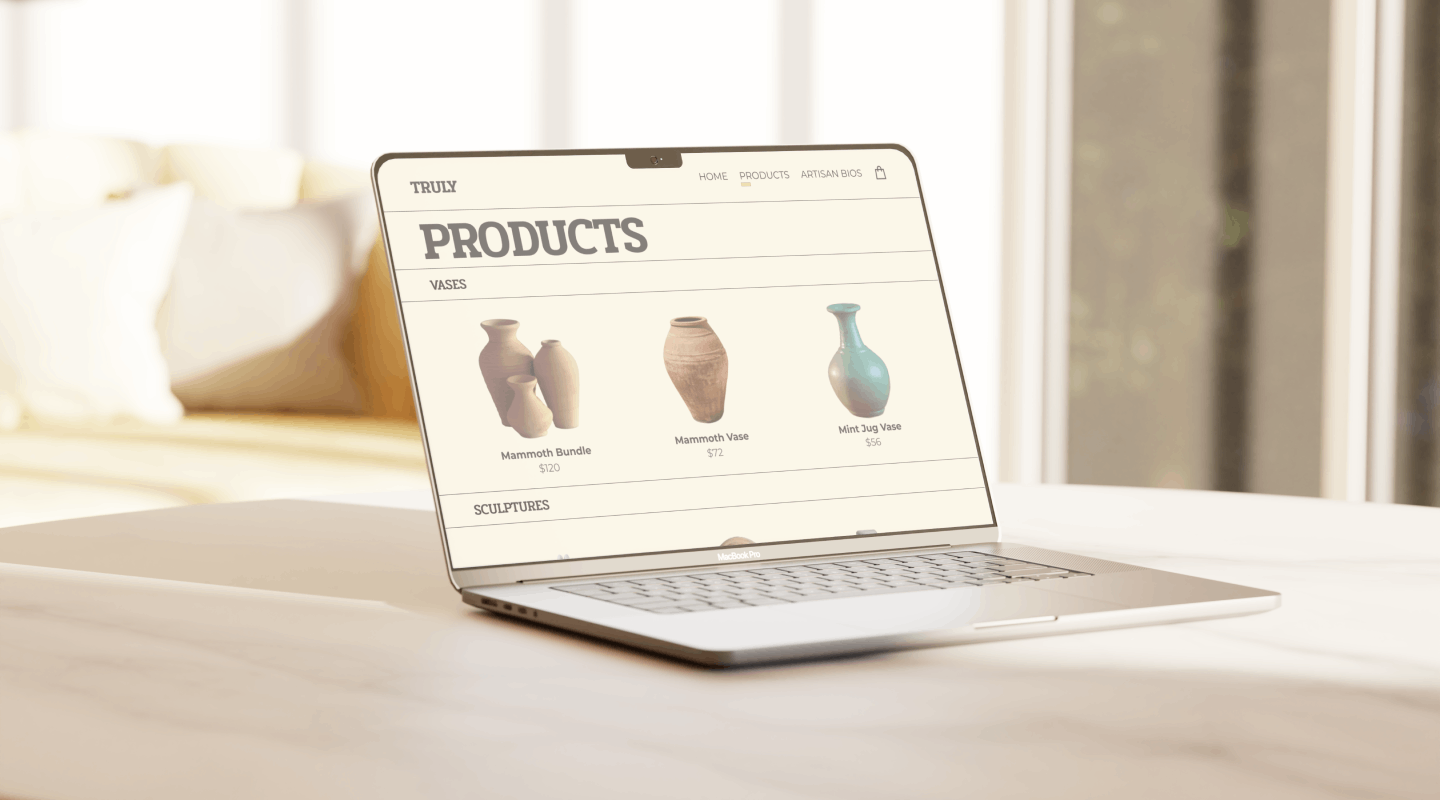 TRULY
HOME PRODUCTS ARTISAN BIOS
PRODUCTS
VASES
Mammoth Bundle
$120
Mammoth Vase
$72
Mint Jug Vase
$56
SCULPTURES
MacBook Pro